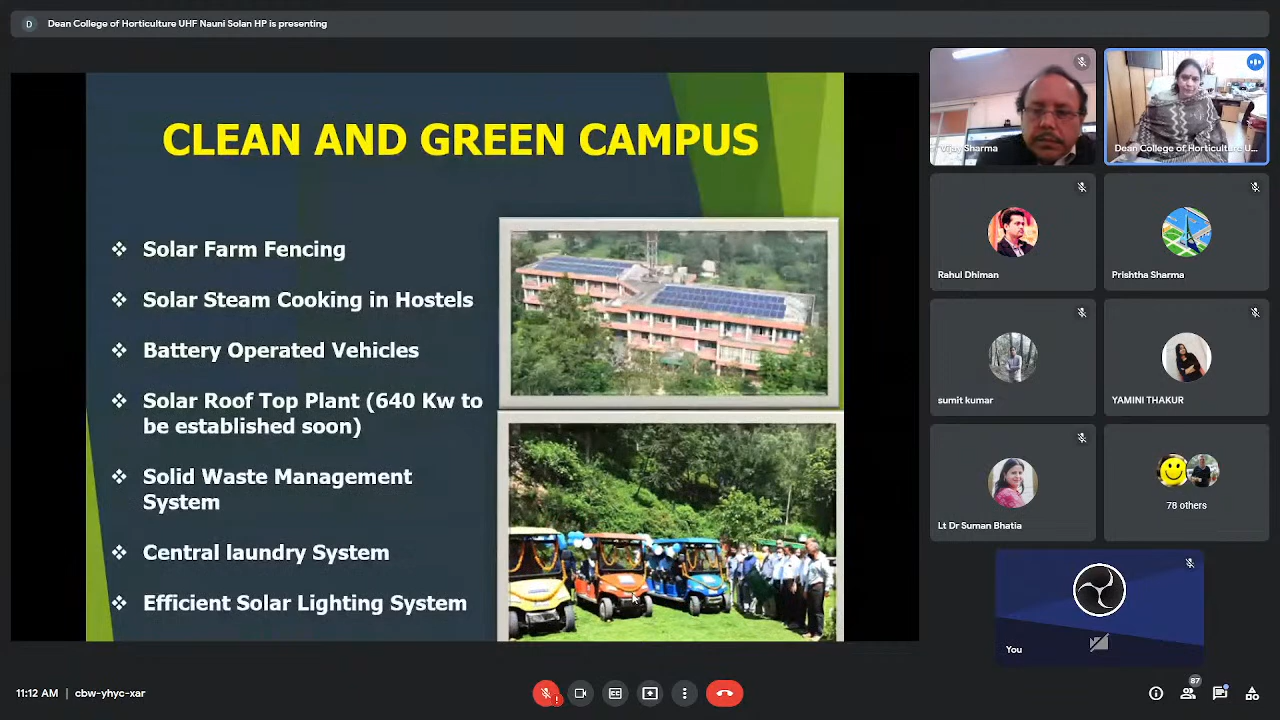 D Dean College of Horticulture UHF Nauni Solan HP is presenting
CLEAN AND GREEN CAMPUS
Solar Farm Fencing
Solar Steam Cooking in Hostels
Battery Operated Vehicles
Solar Roof Top Plant (640 Kw to
be established soon)
Solid Waste Management
System
Central laundry System
Efficient Solar Lighting System
Vijay Sharma
Dean College of Horticulture U...
Rahul Dhiman
Prishtha Sharma
sumit kumar
YAMINI THAKUR
Lt Dr Suman Bhatia
78 others
You
11:12 AM | cbw-yhyc-xar
87